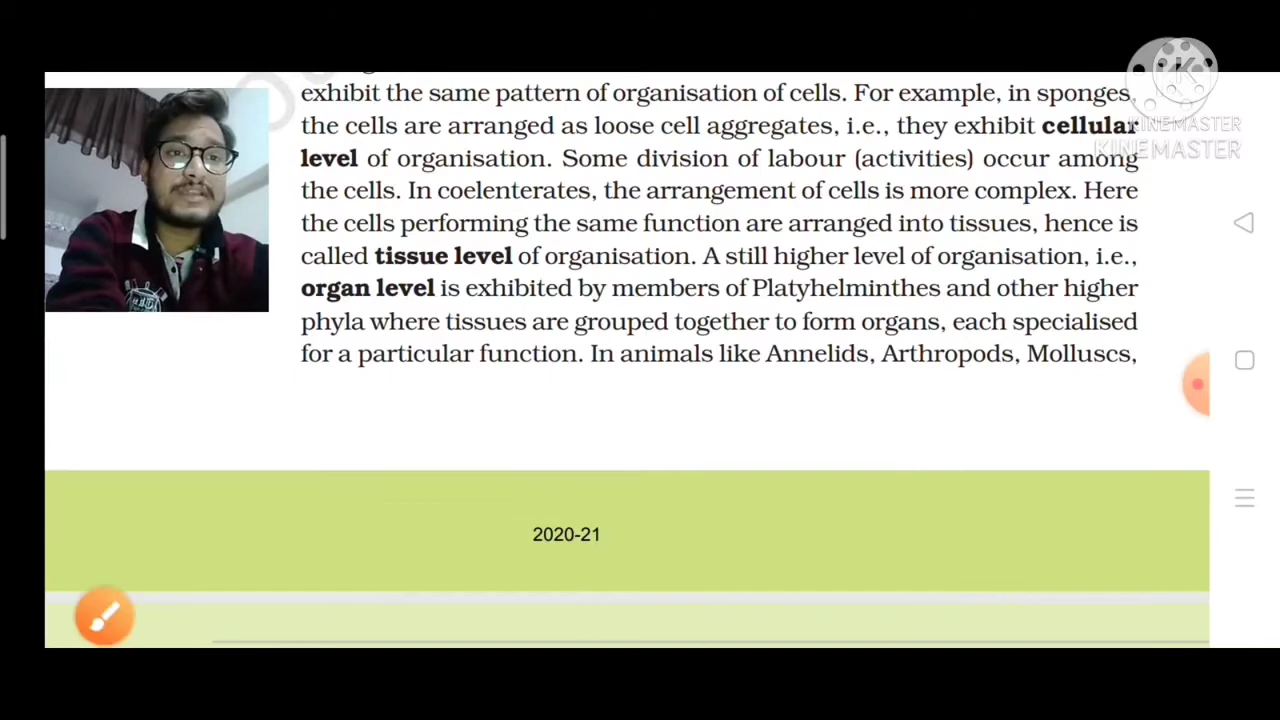 exhibit the same pattern of organisation of cells. For example, in sponges,
the cells are arranged as loose cell aggregates, i.e., they exhibit cellular
level of organisation. Some division of labour (activities) occur among
the cells. In coelenterates, the arrangement of cells is more complex. Here
the cells performing the same function are arranged into tissues, hence is
called tissue level of organisation. A still higher level of organisation, i.e.,
organ level is exhibited by members of Platyhelminthes and other higher
phyla where tissues are grouped together to form organs, each specialised
for a particular function. In animals like Annelids, Arthropods, Molluscs,
2020-21
KINEMASTER
KINEMASTER